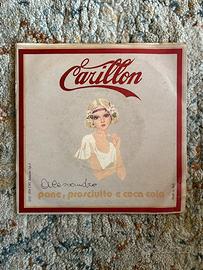 Carillon
Alessandro
pane, prosciutto e coca cola